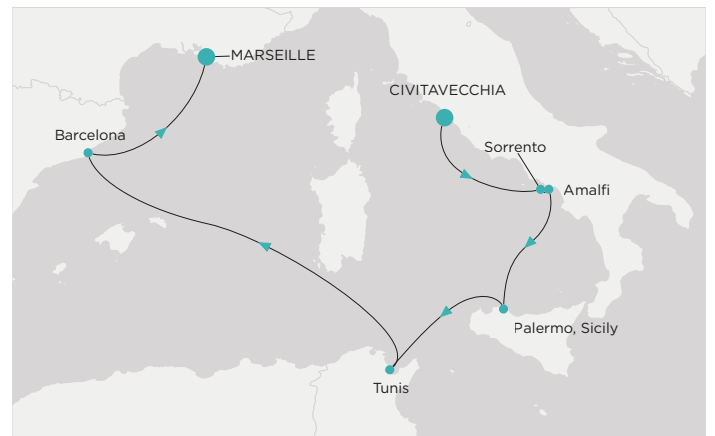 MARSEILLE
CIVITAVECCHIA
Barcelona
Sorrento
Amalfi
Palermo, Sicily
Tunis